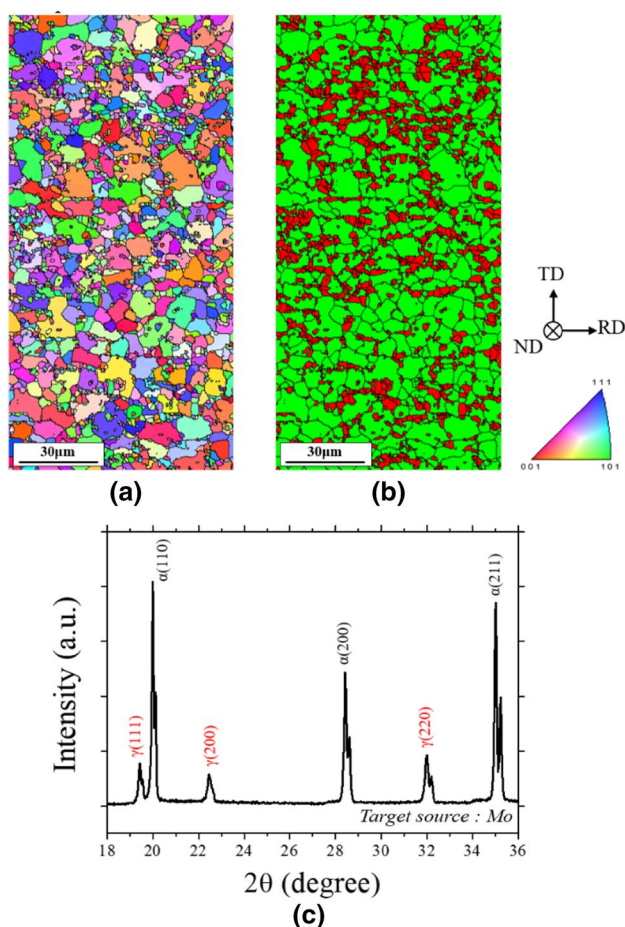 TD
ND
RD
111
001
101
30μm
30μm
(a)
(b)
Intensity (a.u.)
γ(111)
α(110)
γ(200)
α(200)
γ(220)
α(211)
Target source : Mo
18 20 22 24 26 28 30 32 34 36
2θ (degree)
(c)